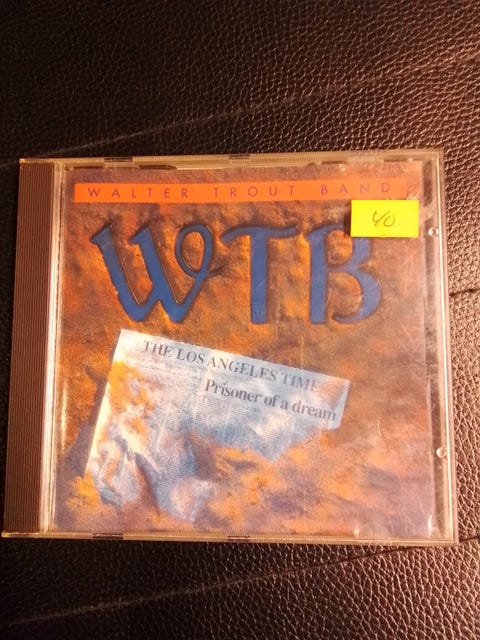 WALTER TROUT BAND
40
WTB
THE LOS ANGELES TIME
Prisoner of a dream